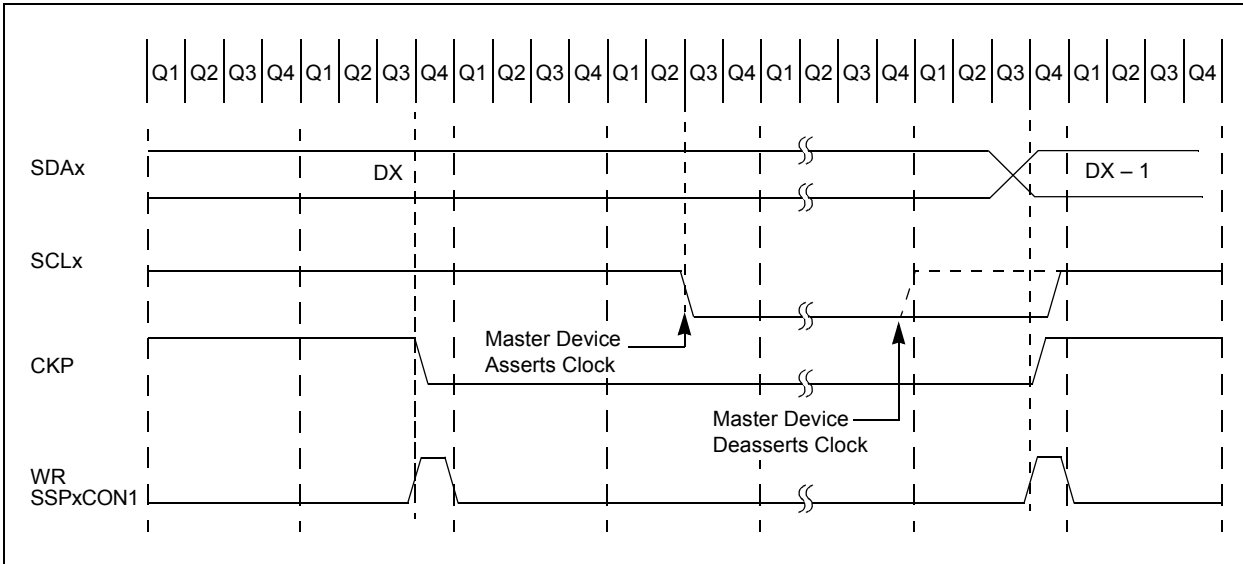 Q1 Q2 Q3 Q4 Q1 Q2 Q3 Q4 Q1 Q2 Q3 Q4 Q1 Q2 Q3 Q4 Q1 Q2 Q3 Q4 Q1 Q2 Q3 Q4 Q1 Q2 Q3 Q4
SDAx
DX
DX – 1
SCLx
Master Device
Asserts Clock
CKP
Master Device
Deasserts Clock
WR
SSPxCON1